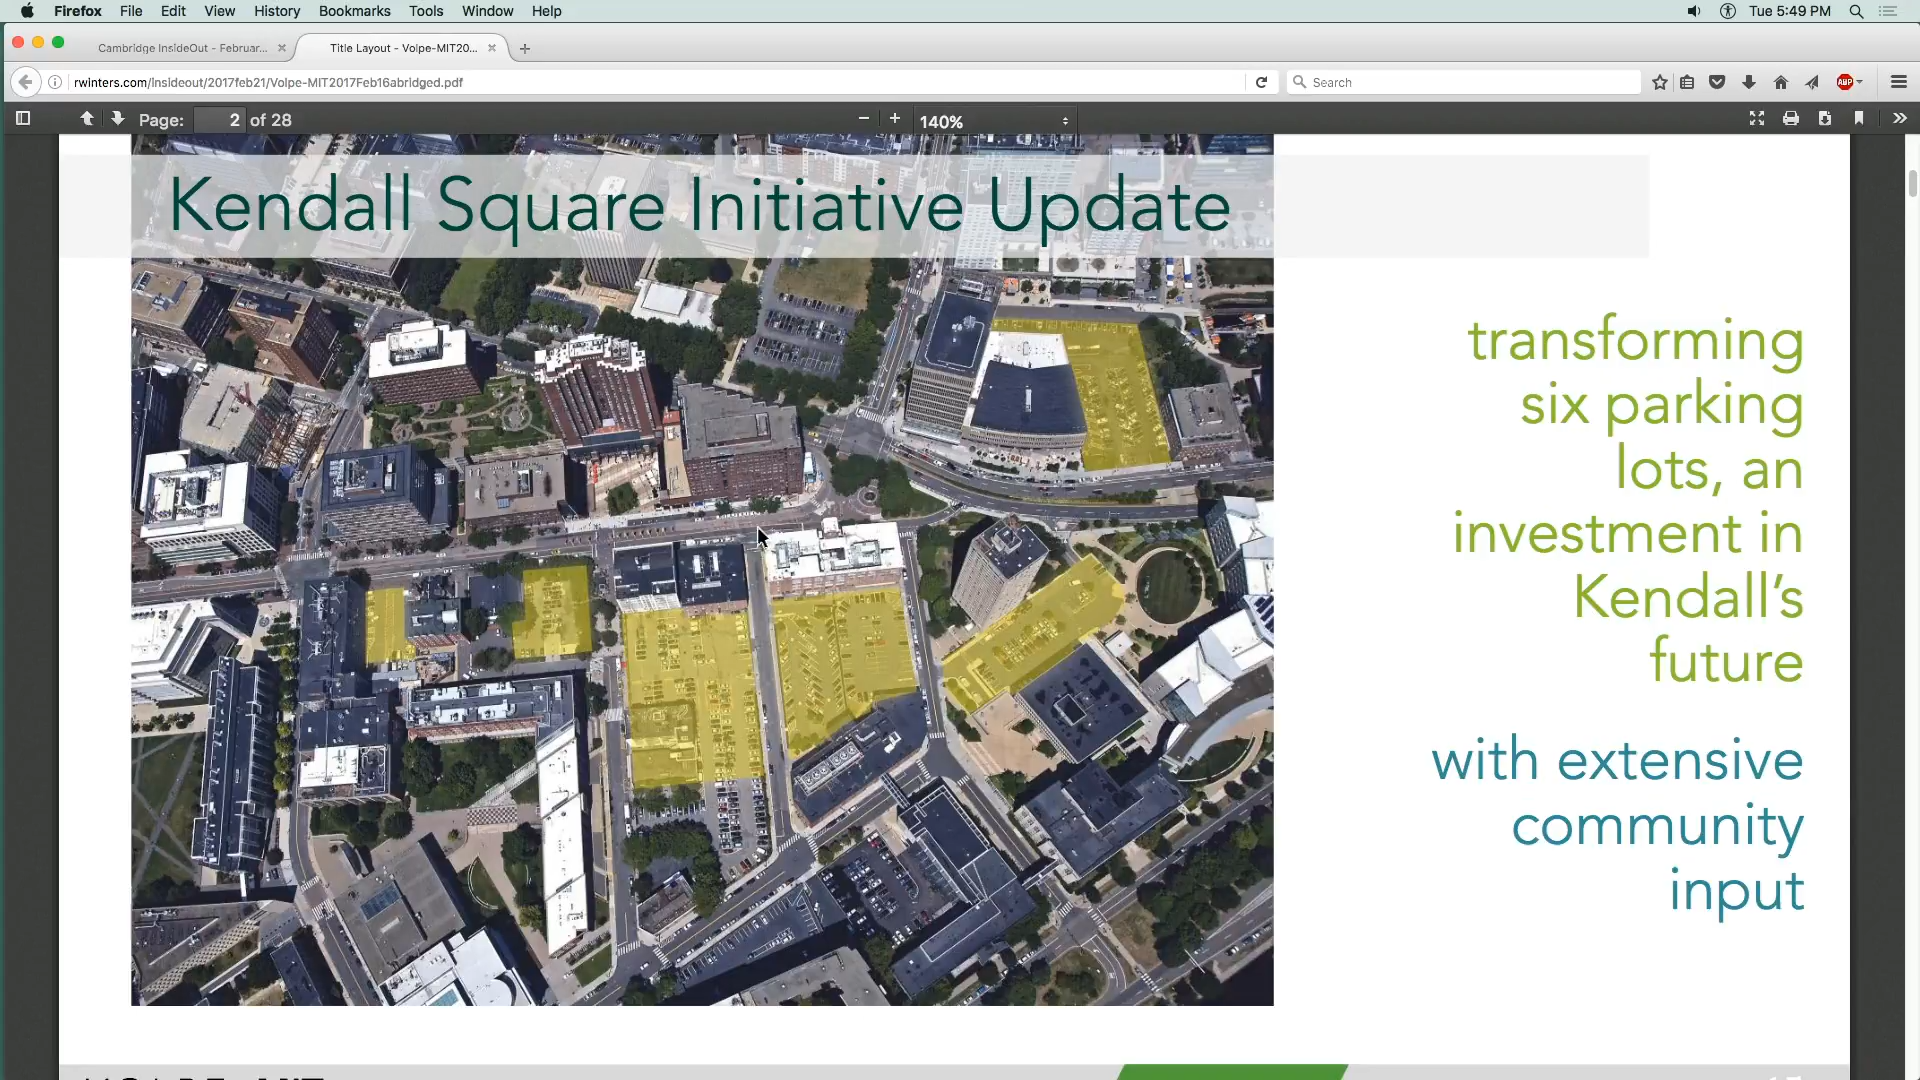 Firefox File Edit View History Bookmarks Tools Window Help Tue 5:49 PM
Cambridge InsideOut - Februar... Title Layout - Volpe-MIT20...
rwinters.com/insideout/2017feb21/Volpe-MIT2017Feb16abridged.pdf Search ABP
Page: 2 of 28 140%
Kendall Square Initiative Update
transforming
six parking
lots, an
investment in
Kendall's
future
with extensive
community
input